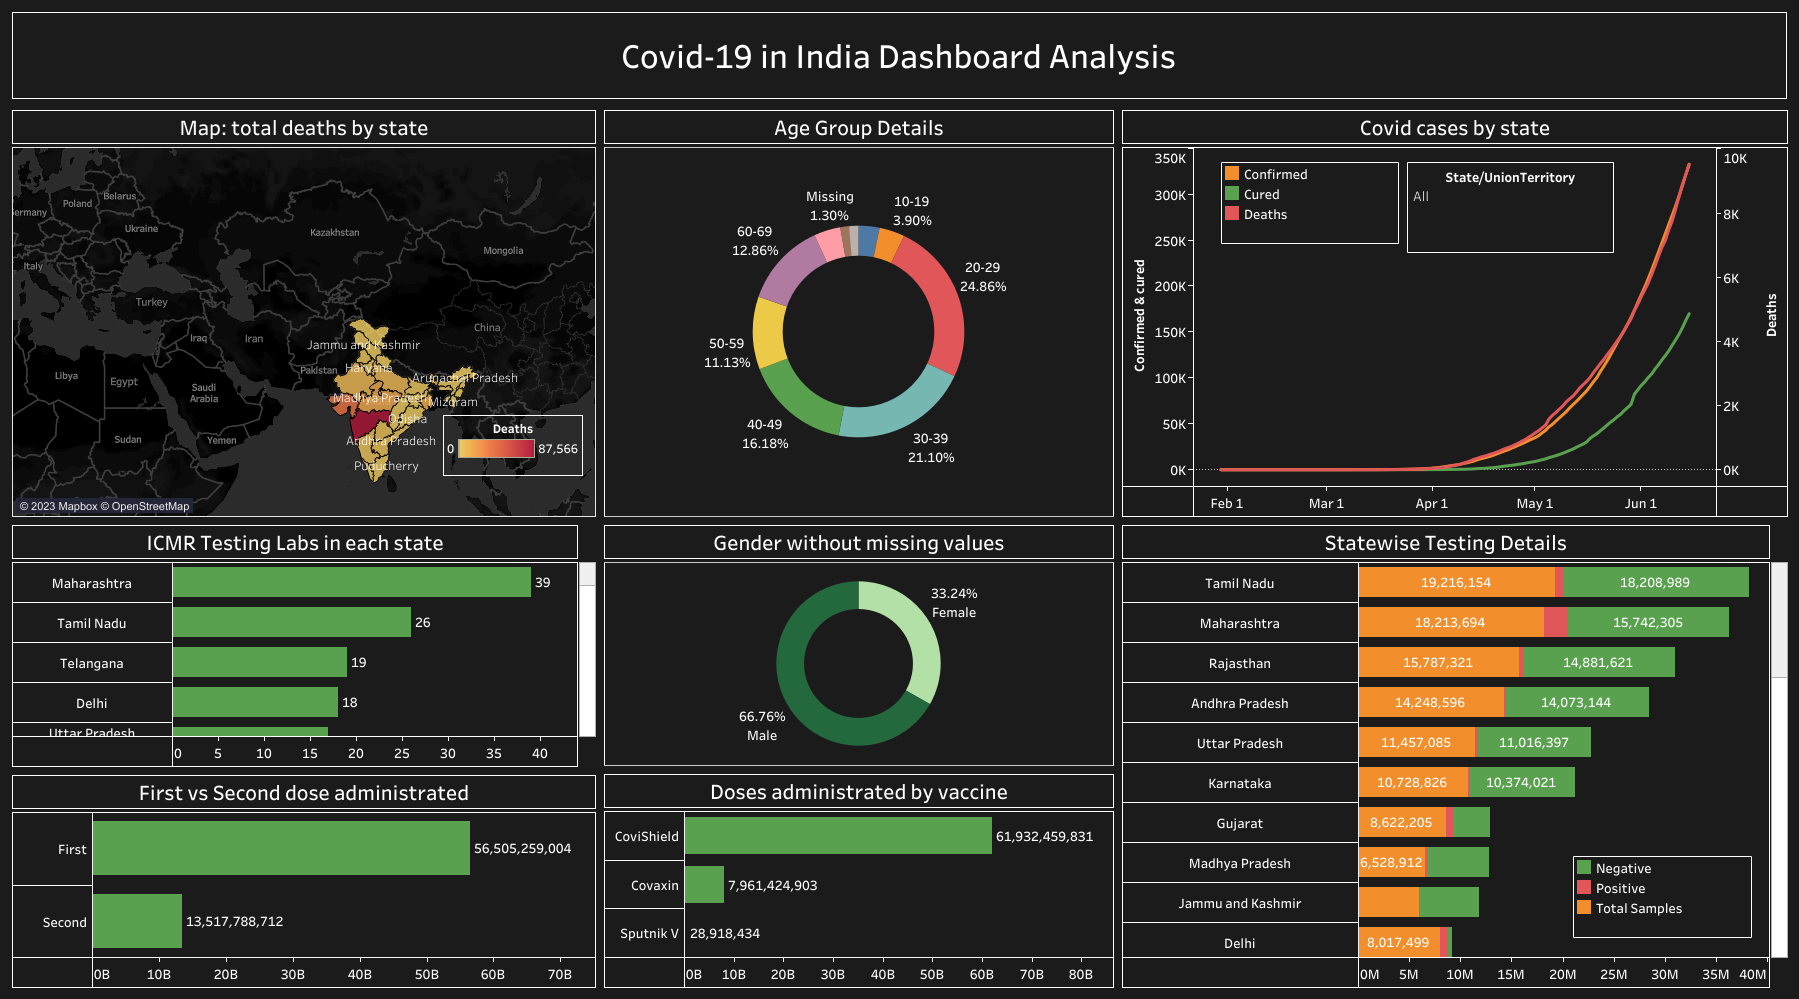 Covid-19 in India Dashboard Analysis
Map: total deaths by state
Belarus
Poland
ermany
Ukraine
Kazakhstan
Mongolia
Italy
Turkey
China
Iraq
Iran
Jammu and Kashmir
Pakistan
Haryana
Libya
Egypt
Saudi
Arabia
Arunachal Pradesh
Madhya Pradesh
Mizoram
Odisha
Sudan
Yemen
Andhra Pradesh
Puducherry
Deaths
0 87,566
© 2023 Mapbox © OpenStreetMap
Age Group Details
Missing
1.30%
10-19
3.90%
60-69
12.86%
20-29
24.86%
50-59
11.13%
40-49
16.18%
30-39
21.10%
Covid cases by state
Confirmed & cured
350K
300K
250K
200K
150K
100K
50K
0K
Confirmed
Cured
Deaths
State/UnionTerritory
All
10K
8K
6K
4K
2K
0K
Deaths
Feb 1 Mar 1 Apr 1 May 1 Jun 1
ICMR Testing Labs in each state
Maharashtra 39
Tamil Nadu 26
Telangana 19
Delhi 18
Uttar Pradesh
0 5 10 15 20 25 30 35 40
Gender without missing values
33.24%
Female
66.76%
Male
Statewise Testing Details
Tamil Nadu 19,216,154 18,208,989
Maharashtra 18,213,694 15,742,305
Rajasthan 15,787,321 14,881,621
Andhra Pradesh 14,248,596 14,073,144
Uttar Pradesh 11,457,085 11,016,397
Karnataka 10,728,826 10,374,021
Gujarat 8,622,205
Madhya Pradesh 6,528,912
Jammu and Kashmir
Delhi 8,017,499
Negative
Positive
Total Samples
0M 5M 10M 15M 20M 25M 30M 35M 40M
First vs Second dose administrated
First 56,505,259,004
Second 13,517,788,712
0B 10B 20B 30B 40B 50B 60B 70B
Doses administrated by vaccine
CoviShield 61,932,459,831
Covaxin 7,961,424,903
Sputnik V 28,918,434
0B 10B 20B 30B 40B 50B 60B 70B 80B